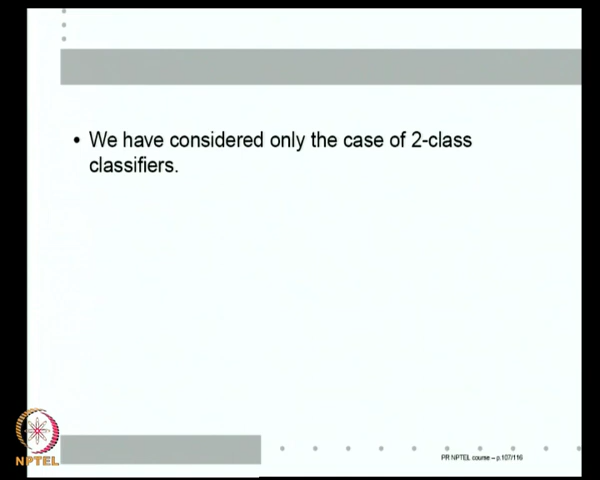 • We have considered only the case of 2-class
classifiers.
NPTEL
PR NPTEL course – p.107/116